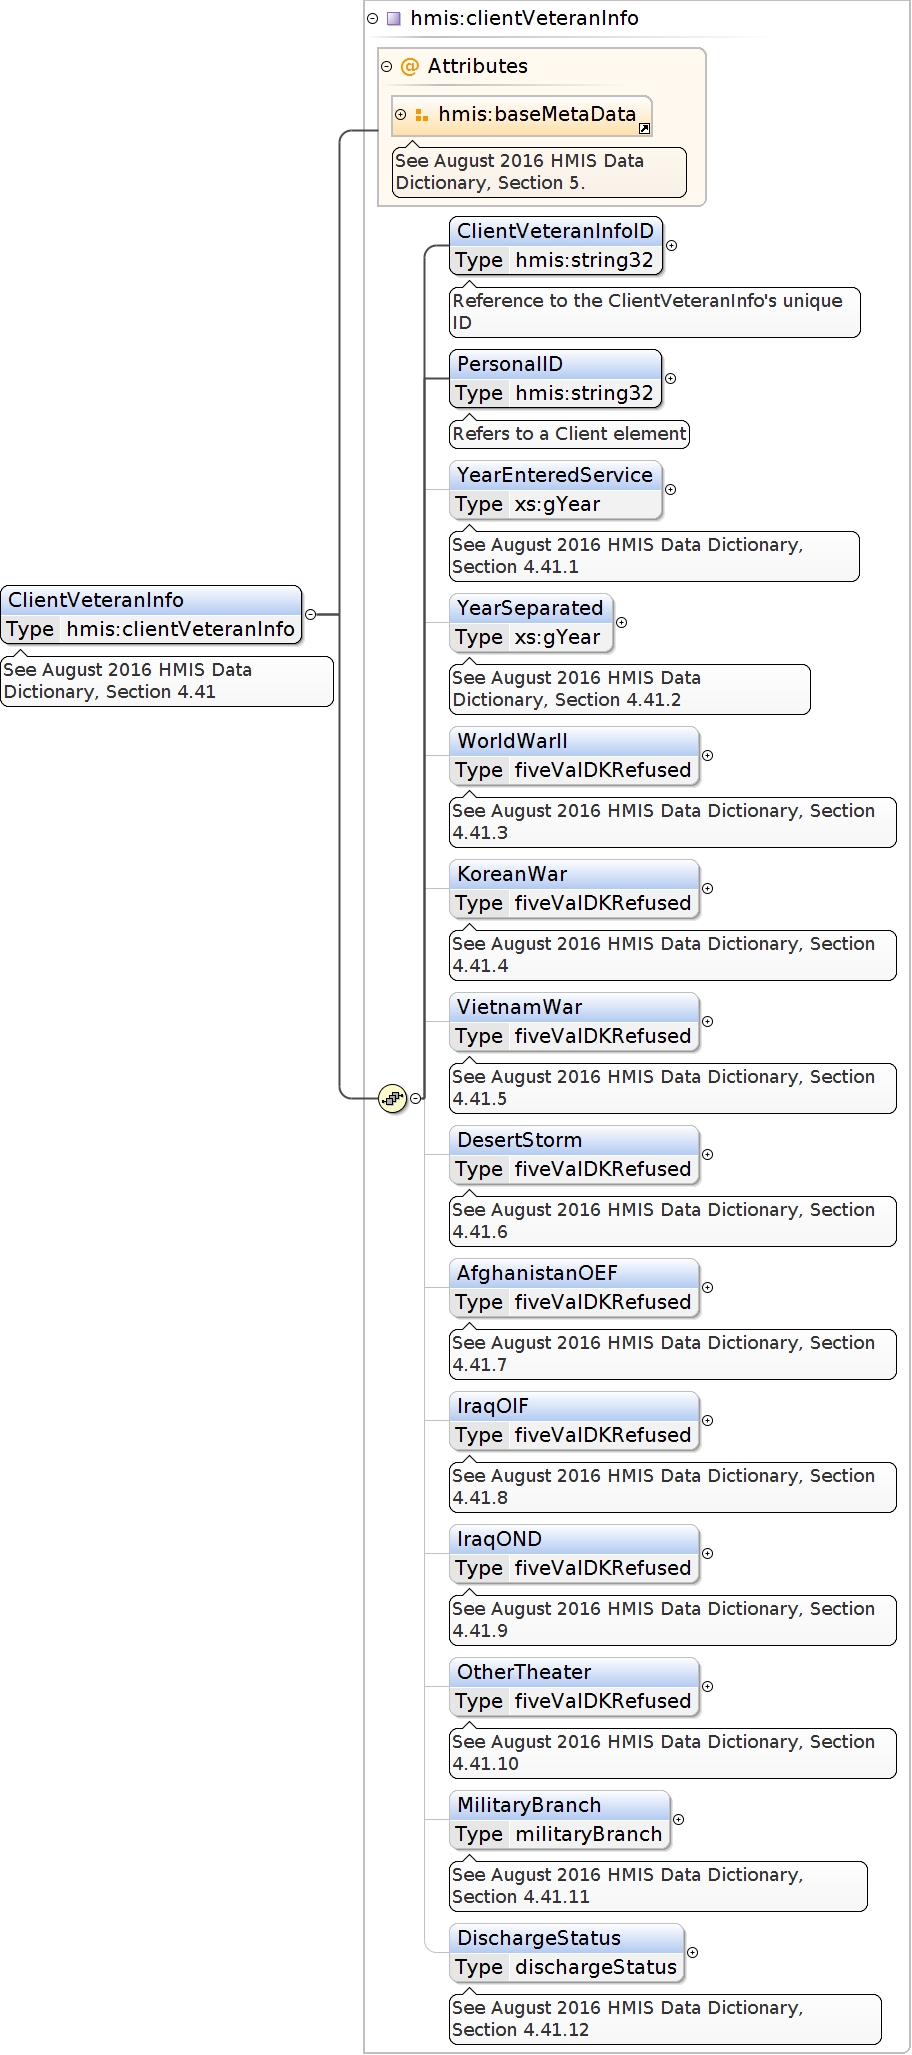 hmis:clientVeteranInfo
@ Attributes
hmis:baseMetaData
See August 2016 HMIS Data
Dictionary, Section 5.
ClientVeteranInfoID
Type hmis:string32
Reference to the ClientVeteranInfo's unique
ID
PersonalID
Type hmis:string32
Refers to a Client element
YearEnteredService
Type xs:gYear
See August 2016 HMIS Data Dictionary,
Section 4.41.1
ClientVeteranInfo
Type hmis:clientVeteranInfo
See August 2016 HMIS Data
Dictionary, Section 4.41
YearSeparated
Type xs:gYear
See August 2016 HMIS Data
Dictionary, Section 4.41.2
WorldWarII
Type fiveValDKRefused
See August 2016 HMIS Data Dictionary, Section
4.41.3
KoreanWar
Type fiveValDKRefused
See August 2016 HMIS Data Dictionary, Section
4.41.4
VietnamWar
Type fiveValDKRefused
See August 2016 HMIS Data Dictionary, Section
4.41.5
DesertStorm
Type fiveValDKRefused
See August 2016 HMIS Data Dictionary, Section
4.41.6
AfghanistanOEF
Type fiveValDKRefused
See August 2016 HMIS Data Dictionary, Section
4.41.7
IraqOIF
Type fiveValDKRefused
See August 2016 HMIS Data Dictionary, Section
4.41.8
IraqOND
Type fiveValDKRefused
See August 2016 HMIS Data Dictionary, Section
4.41.9
OtherTheater
Type fiveValDKRefused
See August 2016 HMIS Data Dictionary, Section
4.41.10
MilitaryBranch
Type militaryBranch
See August 2016 HMIS Data Dictionary,
Section 4.41.11
DischargeStatus
Type dischargeStatus
See August 2016 HMIS Data Dictionary,
Section 4.41.12